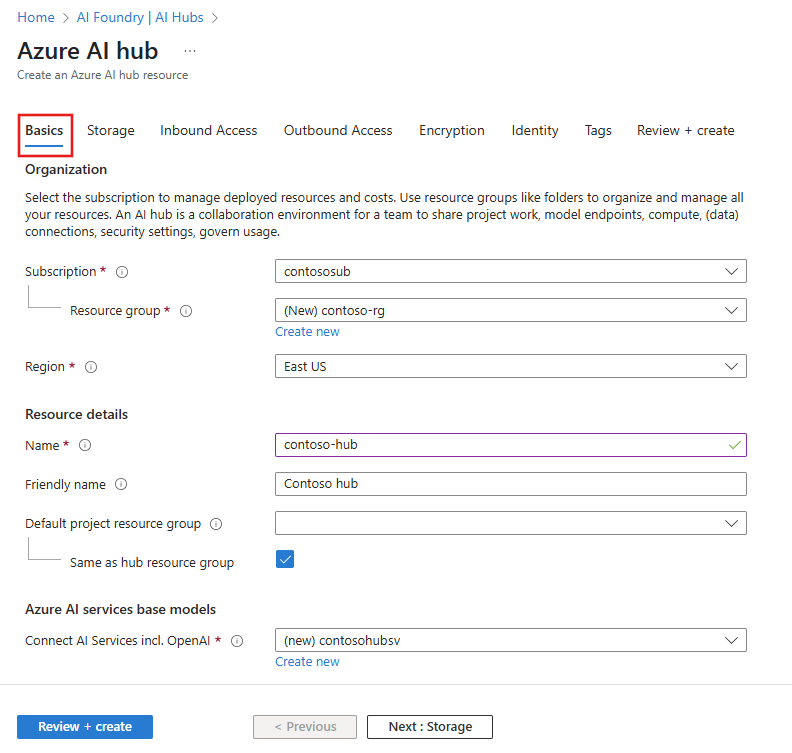 Home > AI Foundry | AI Hubs >
Azure AI hub ...
Create an Azure AI hub resource
Basics Storage Inbound Access Outbound Access Encryption Identity Tags Review + create
Organization
Select the subscription to manage deployed resources and costs. Use resource groups like folders to organize and manage all
your resources. An AI hub is a collaboration environment for a team to share project work, model endpoints, compute, (data)
connections, security settings, govern usage.
Subscription * contososub
Resource group * (New) contoso-rg
Create new
Region * East US
Resource details
Name * contoso-hub
Friendly name Contoso hub
Default project resource group
Same as hub resource group
Azure AI services base models
Connect AI Services incl. OpenAI * (new) contosohubsv
Create new
Review + create < Previous Next : Storage